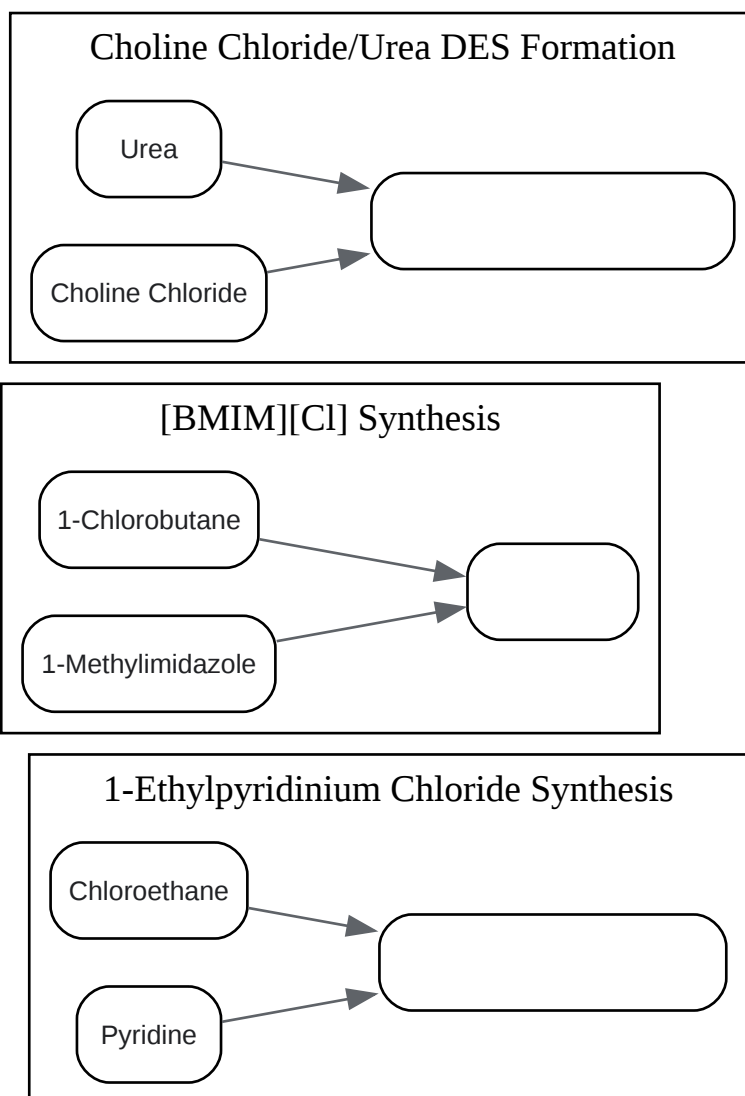 Choline Chloride/Urea DES Formation
Urea
Choline Chloride
[BMIM][Cl] Synthesis
1-Chlorobutane
1-Methylimidazole
1-Ethylpyridinium Chloride Synthesis
Chloroethane
Pyridine